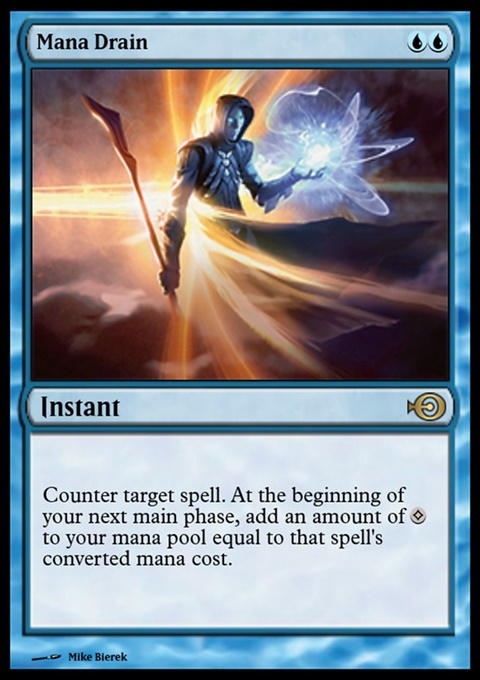 Mana Drain
Instant
Counter target spell. At the beginning of
your next main phase, add an amount of
to your mana pool equal to that spell's
converted mana cost.
Mike Bierek